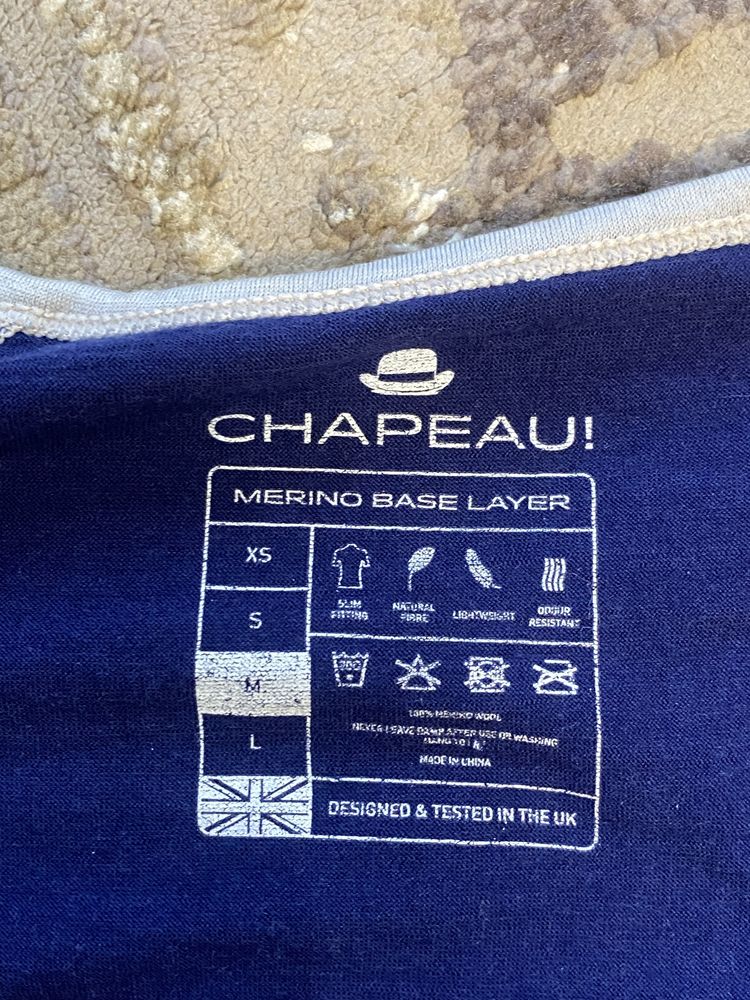 CHAPEAU!
MERINO BASE LAYER
XS
S
M
L
SLIM
FITTING
NATURAL
FIBRE
LIGHTWEIGHT
ODOUR
RESISTANT
100% MERINO WOOL
NEVER LEAVE DAMP AFTER USE OR WASHING
MADE IN CHINA
DESIGNED & TESTED IN THE UK